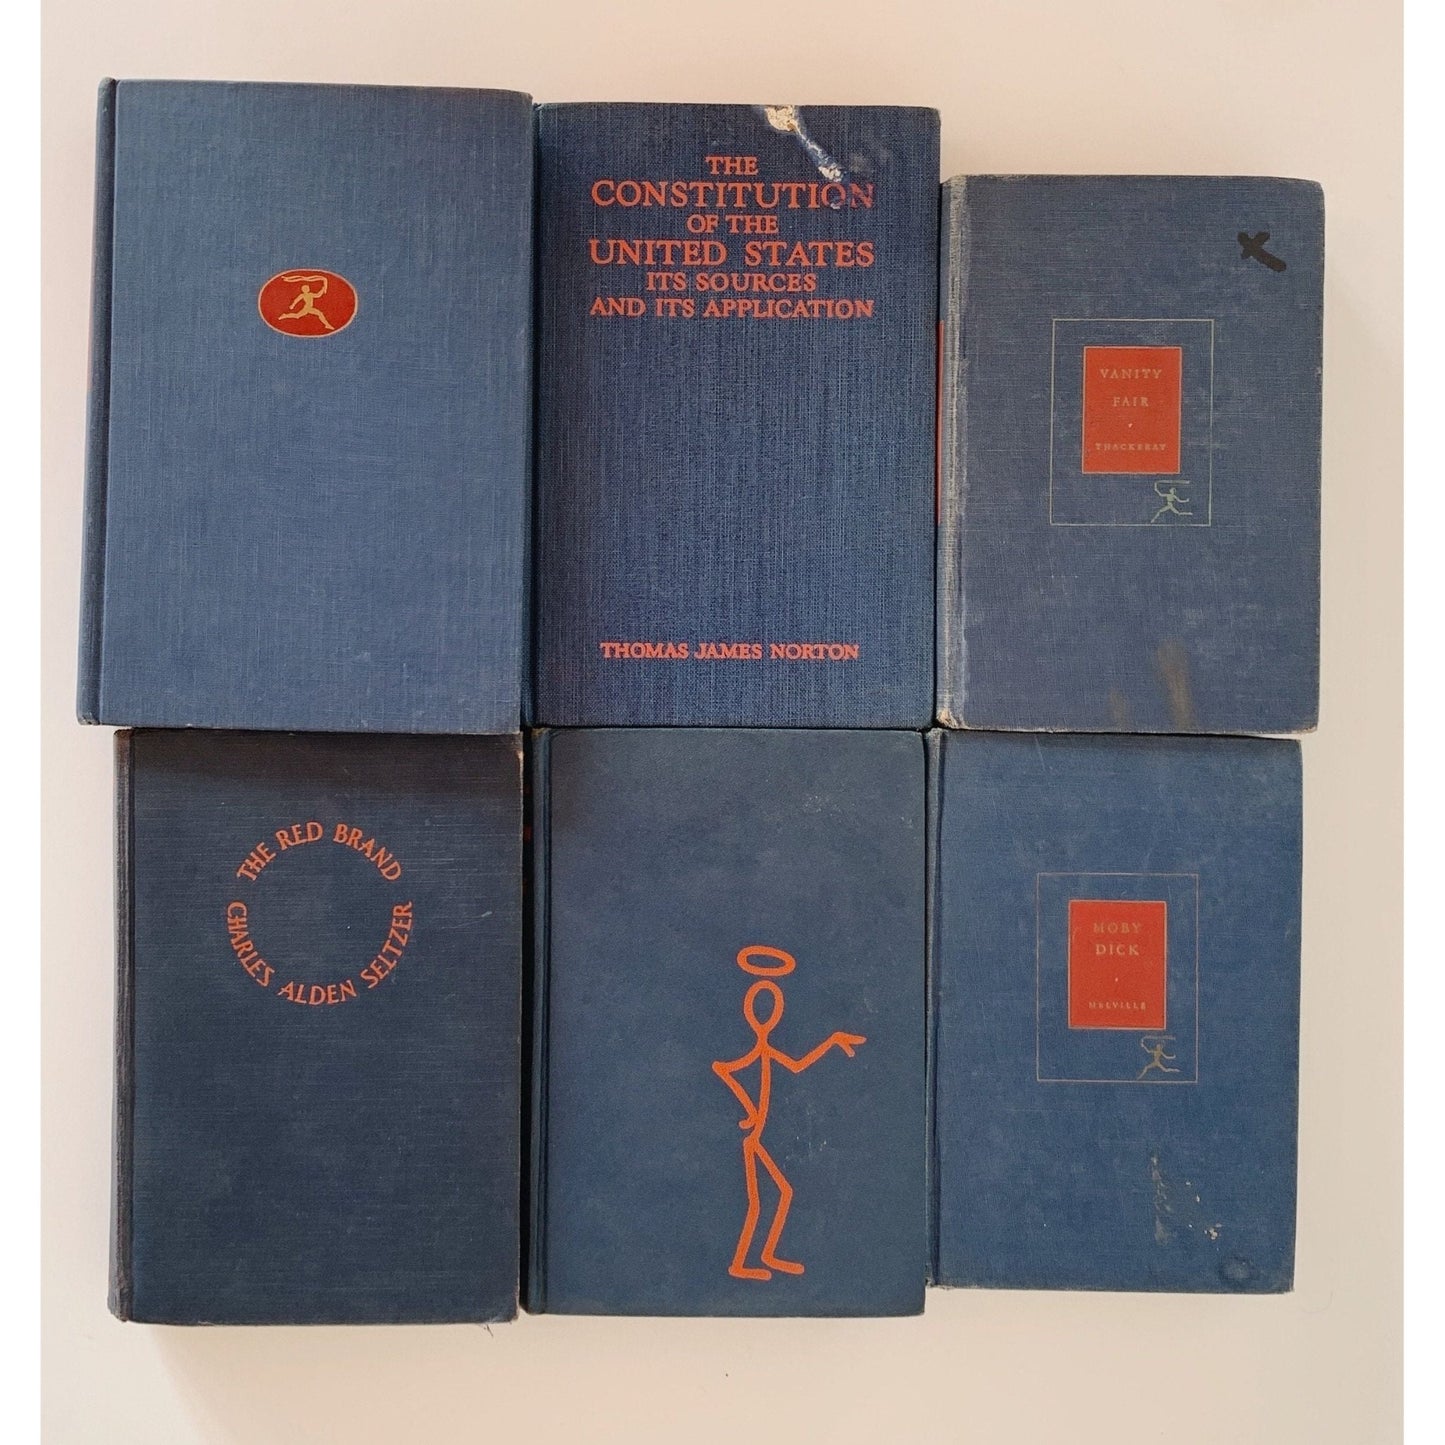 THE
CONSTITUTION
OF THE
UNITED STATES
ITS SOURCES
AND ITS APPLICATION
THOMAS JAMES NORTON
VANITY
FAIR
THACKERAY
THE RED BRAND
CHARLES ALDEN SELTZER
MOBY
DICK
MELVILLE